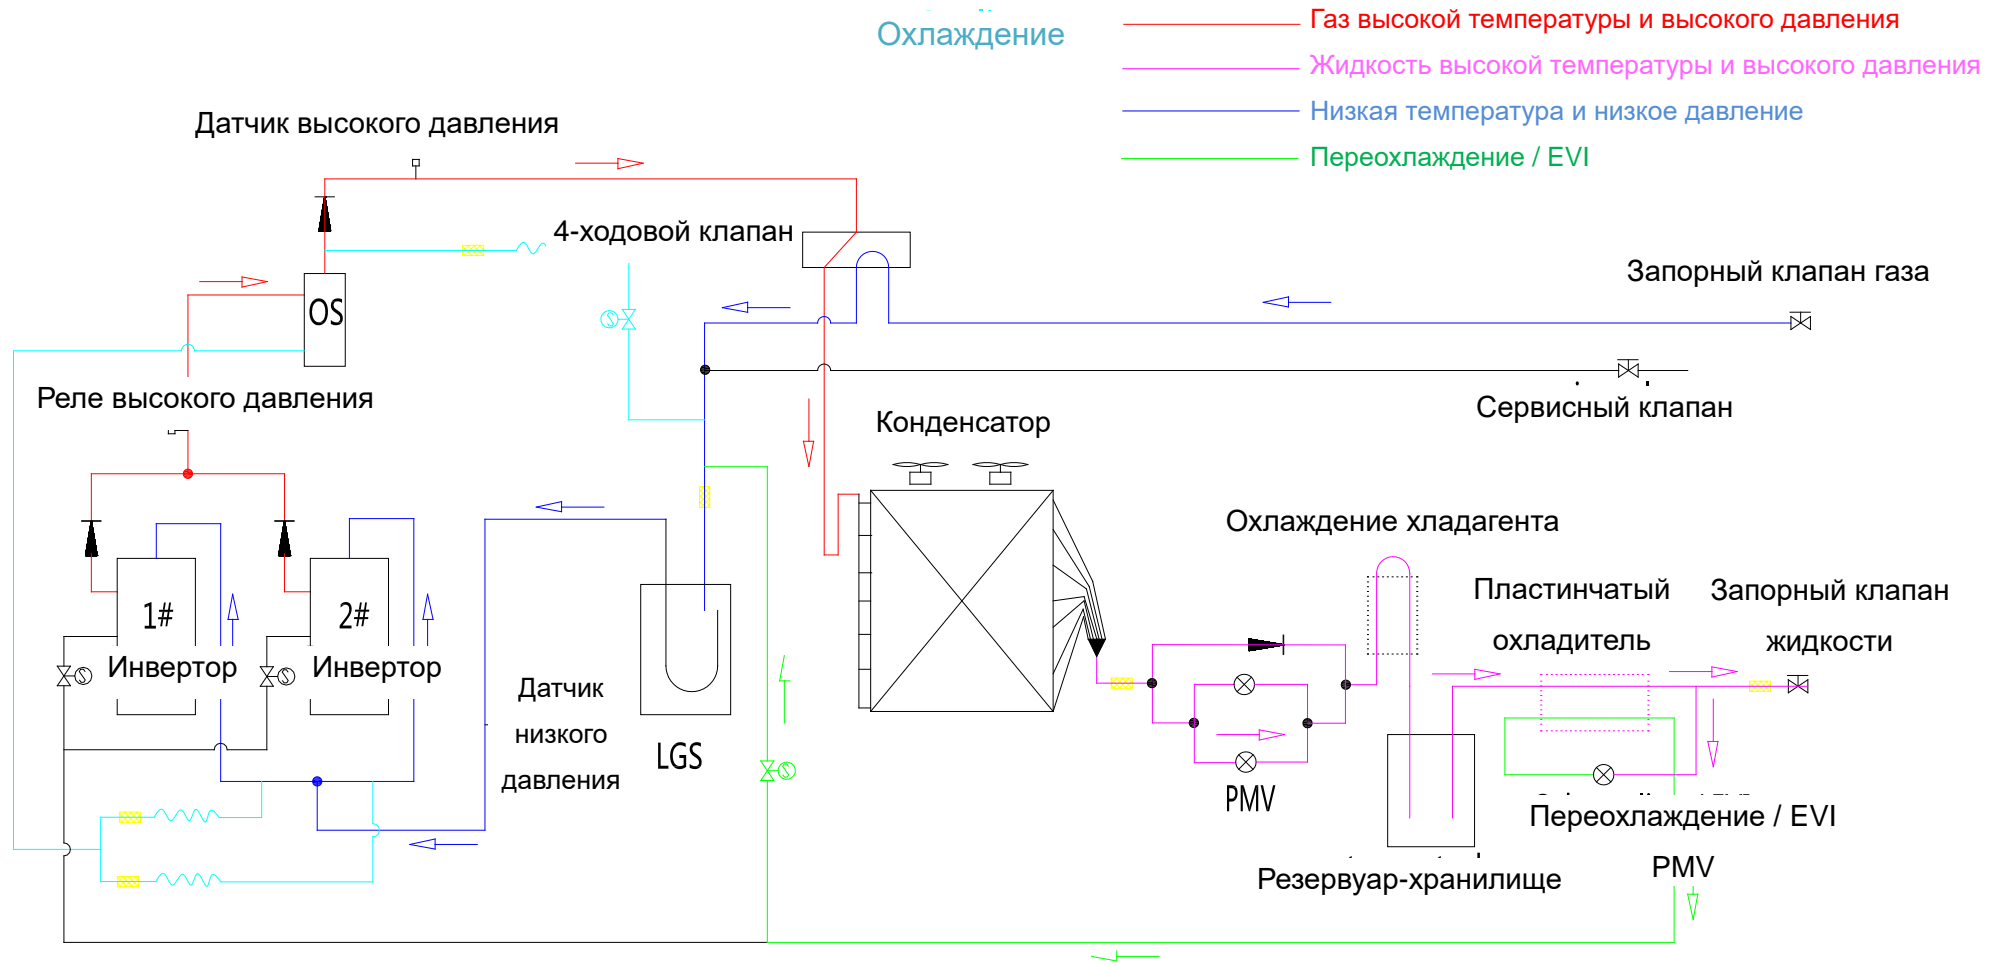 Охлаждение
Газ высокой температуры и высокого давления
Жидкость высокой температуры и высокого давления
Низкая температура и низкое давление
Переохлаждение / EVI
Датчик высокого давления
4-ходовой клапан
Запорный клапан газа
OS
Реле высокого давления
Сервисный клапан
Конденсатор
Охлаждение хладагента
Пластинчатый
охладитель
Запорный клапан
жидкости
1#
Инвертор
2#
Инвертор
Датчик
низкого
давления
LGS
PMV
Переохлаждение / EVI
PMV
Резервуар-хранилище